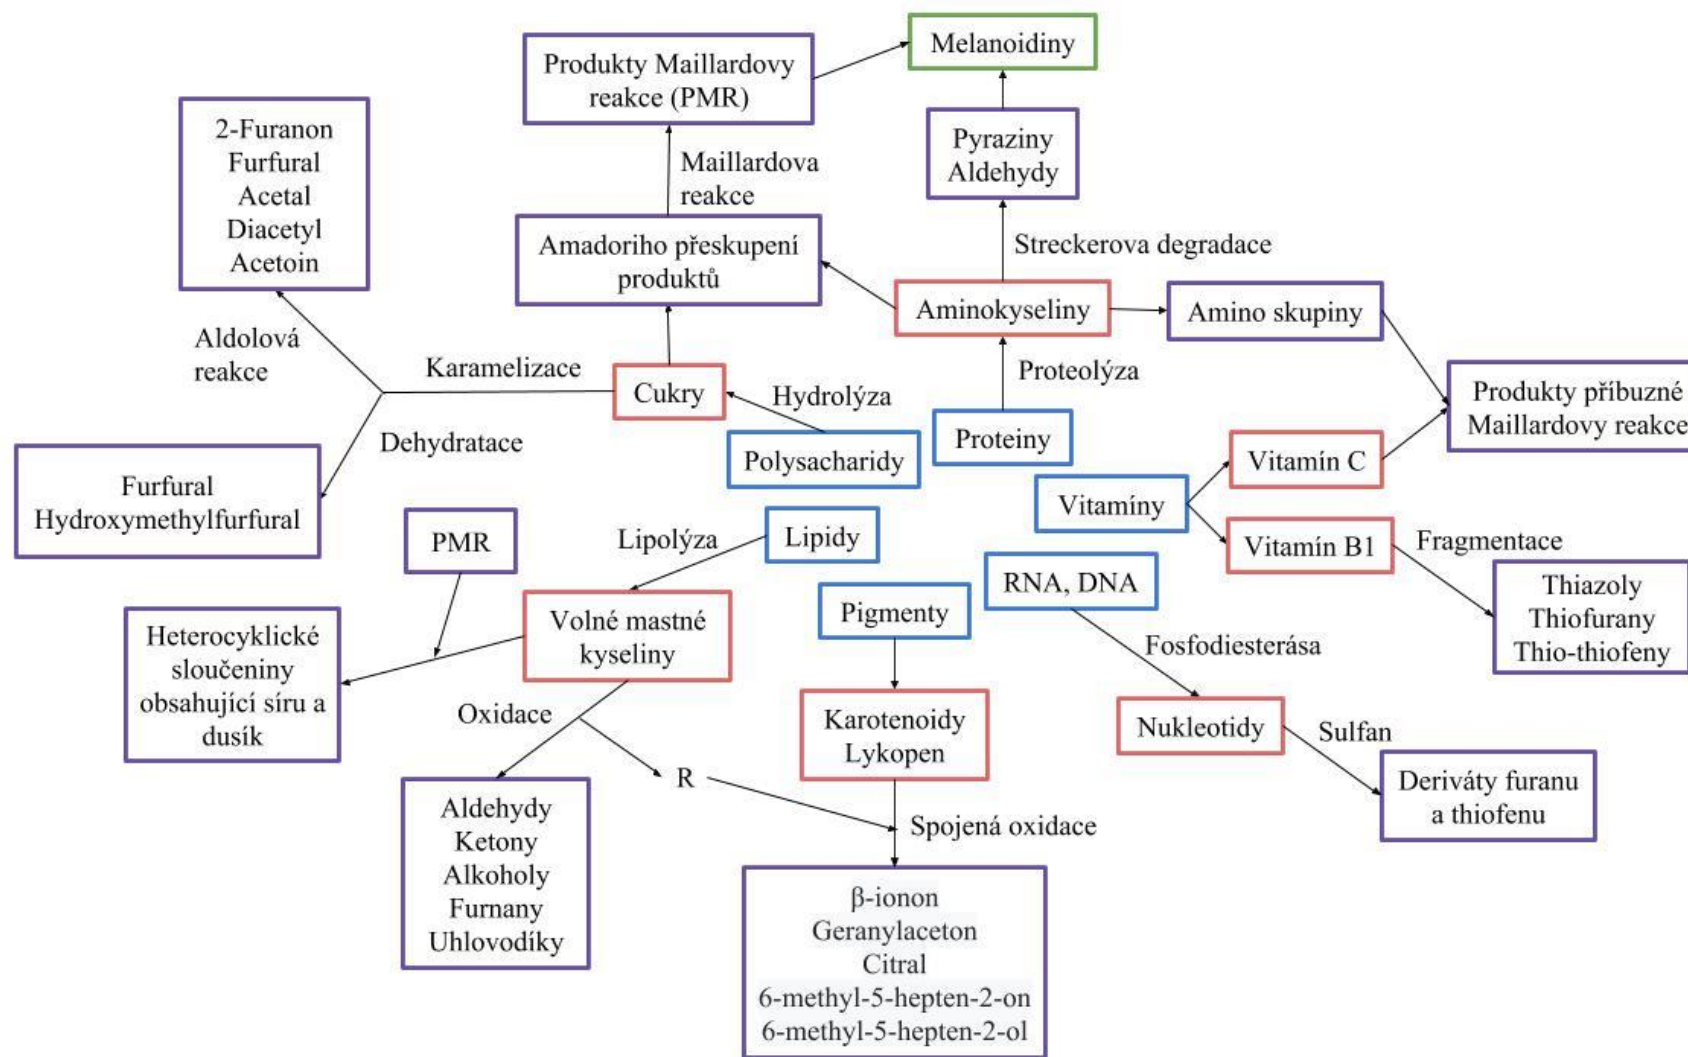 Melanoidiny
Produkty Maillardovy
reakce (PMR)
2-Furanon
Furfural
Acetal
Diacetyl
Acetoin
Pyraziny
Aldehydy
Maillardova
reakce
Amadoriho přeskupení
produktů
Streckerova degradace
Aminokyseliny
Amino skupiny
Aldolová
reakce
Karamelizace
Cukry
Hydrolýza
Proteolýza
Produkty příbuzné
Maillardovy reakce
Dehydratace
Polysacharidy
Proteiny
Vitamín C
Furfural
Hydroxymethylfurfural
Vitamíny
PMR
Lipolýza
Lipidy
Vitamín B1
Fragmentace
RNA, DNA
Thiazoly
Thiofurany
Thio-thiofeny
Heterocyklické
sloučeniny
obsahující síru a
dusík
Volné mastné
kyseliny
Pigmenty
Fosfodiesterása
Oxidace
Karotenoidy
Lykopen
Nukleotidy
Sulfan
R
Deriváty furanu
a thiofenu
Aldehydy
Ketony
Alkoholy
Furnany
Uhlovodíky
Spojená oxidace
β-ionon
Geranylaceton
Citral
6-methyl-5-hepten-2-on
6-methyl-5-hepten-2-ol